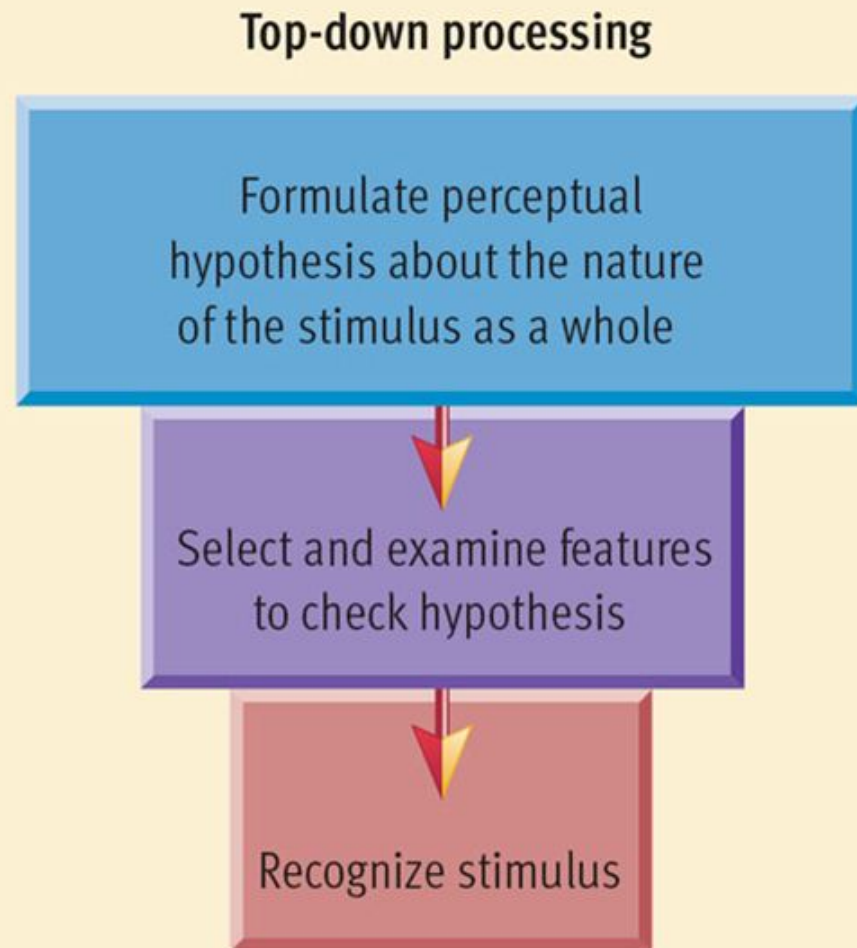 Top-down processing
Formulate perceptual
hypothesis about the nature
of the stimulus as a whole
Select and examine features
to check hypothesis
Recognize stimulus